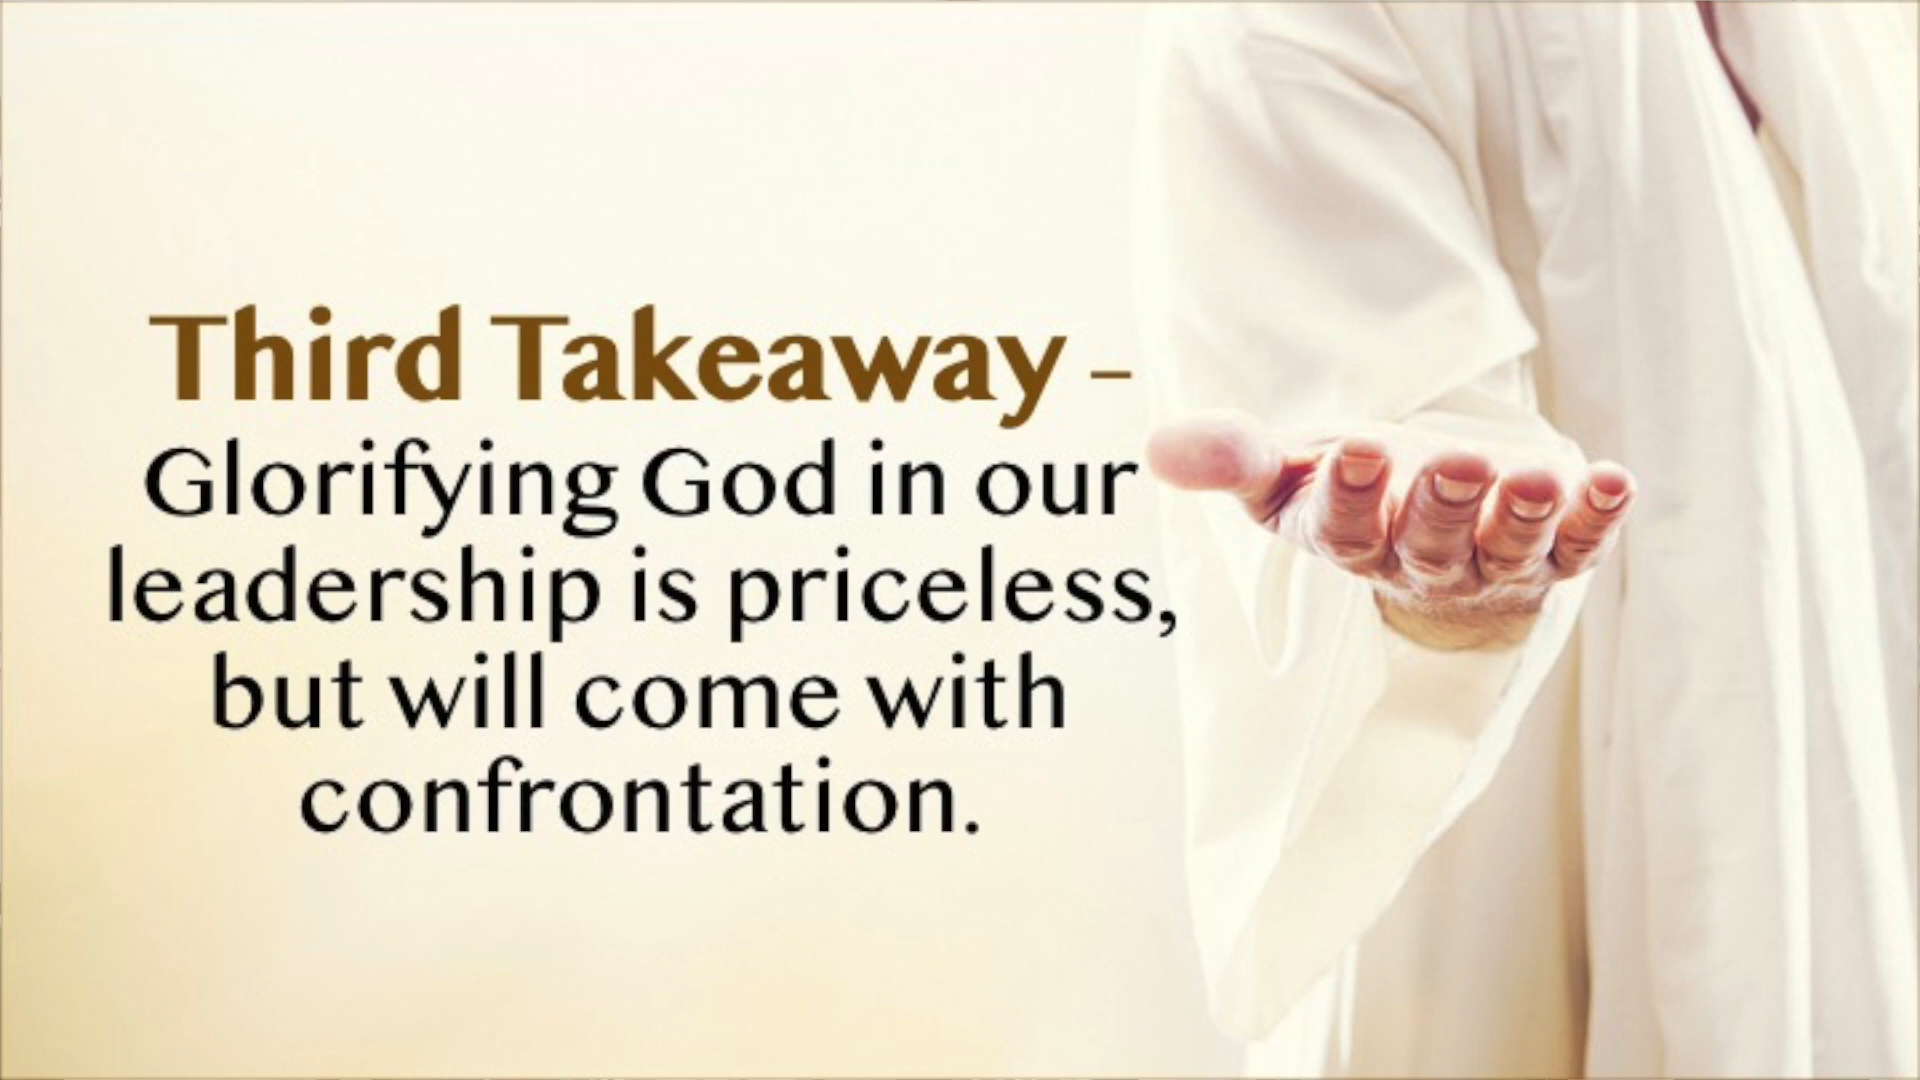 Third Takeaway –
Glorifying God in our
leadership is priceless,
but will come with
confrontation.